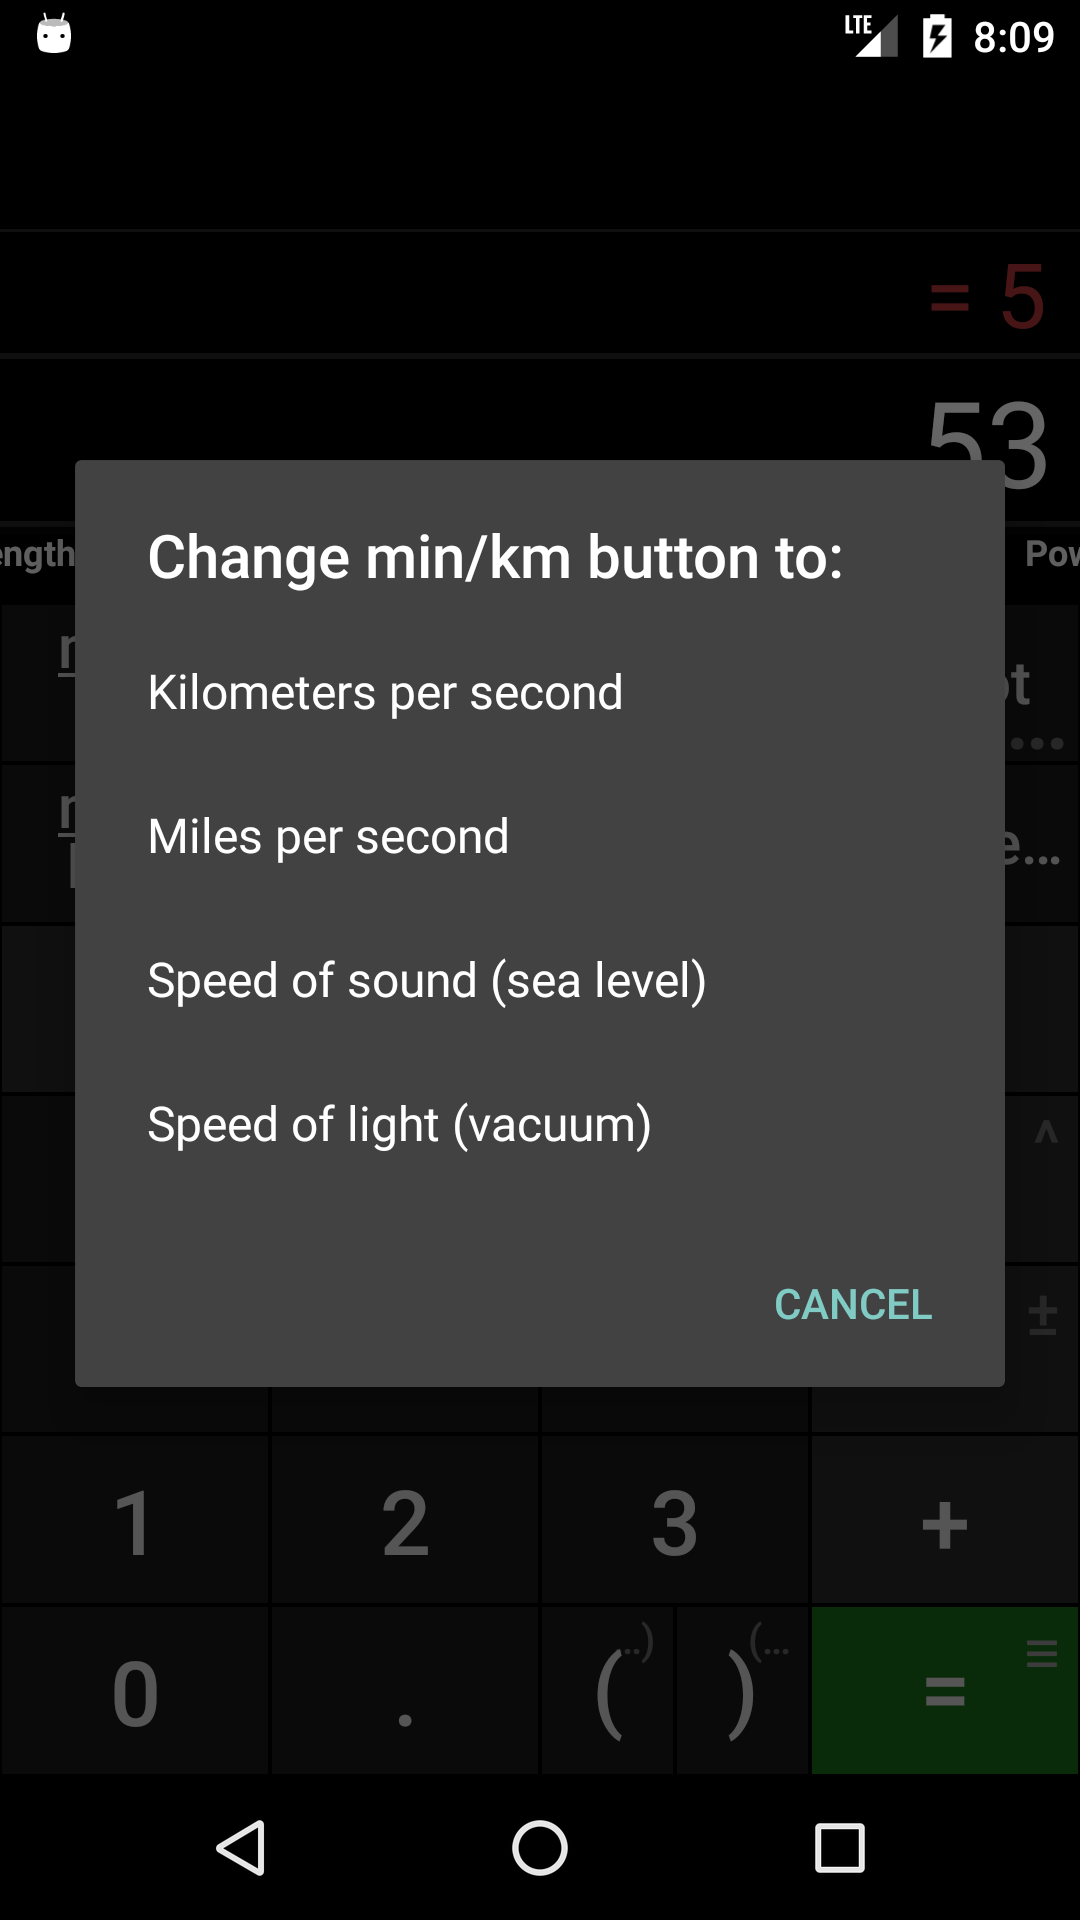 LTE 8:09
= 5
53
ength
Pow
Change min/km button to:
Kilometers per second
Miles per second
Speed of sound (sea level)
Speed of light (vacuum)
^
CANCEL
±
1 2 3 +
0 . ( ..) ) (... = ≡